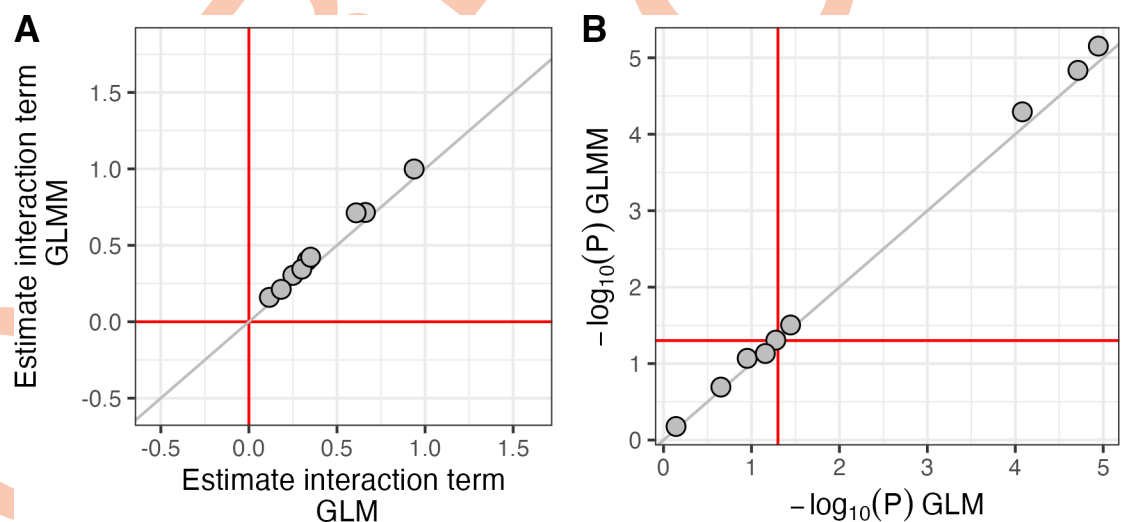 A
Estimate interaction term
GLMM
1.5
1.0
0.5
0.0
-0.5
-0.5
0.0
0.5
1.0
1.5
Estimate interaction term
GLM
B
−log10(P) GLMM
5
4
3
2
1
0
0
1
2
3
4
5
−log10(P) GLM